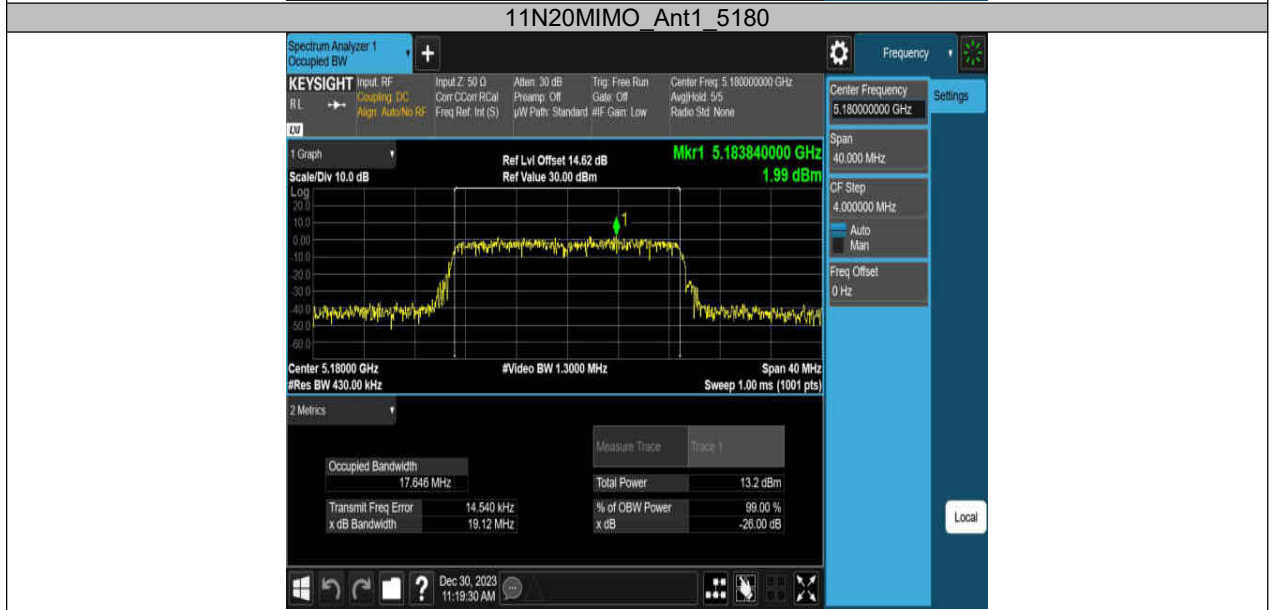 11N20MIMO_Ant1_5180
Spectrum Analyzer 1
Occupied BW
+
Frequency
KEYSIGHT Input: RF
Coupling: DC
Align: Auto/No RF
RL
LXI
Input Z: 50 Ω
Corr CCorr RCal
Freq Ref: Int (S)
Atten: 30 dB
Preamp: Off
µW Path: Standard
Trig: Free Run
Gate: Off
#IF Gain: Low
Center Freq: 5.180000000 GHz
Avg|Hold: 5/5
Radio Std: None
Center Frequency
5.180000000 GHz
Settings
Span
40.000 MHz
CF Step
4.000000 MHz
Auto
Man
Freq Offset
0 Hz
Local
1 Graph
Scale/Div 10.0 dB
Ref Lvl Offset 14.62 dB
Ref Value 30.00 dBm
Mkr1 5.183840000 GHz
1.99 dBm
Log
20.0
10.0
0.00
-10.0
-20.0
-30.0
-40.0
-50.0
-60.0
1
Center 5.18000 GHz
#Res BW 430.00 kHz
#Video BW 1.3000 MHz
Span 40 MHz
Sweep 1.00 ms (1001 pts)
2 Metrics
Measure Trace Trace 1
Occupied Bandwidth
17.646 MHz
Total Power 13.2 dBm
Transmit Freq Error 14.540 kHz
% of OBW Power 99.00 %
x dB Bandwidth 19.12 MHz
x dB -26.00 dB
?
Dec 30, 2023
11:19:30 AM